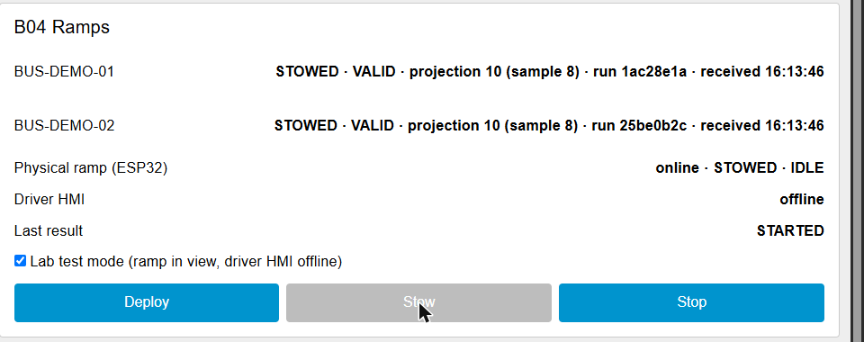 B04 Ramps
BUS-DEMO-01 STOWED · VALID · projection 10 (sample 8) · run 1ac28e1a · received 16:13:46
BUS-DEMO-02 STOWED · VALID · projection 10 (sample 8) · run 25be0b2c · received 16:13:46
Physical ramp (ESP32) online · STOWED · IDLE
Driver HMI offline
Last result STARTED
Lab test mode (ramp in view, driver HMI offline)
Deploy Stow Stop